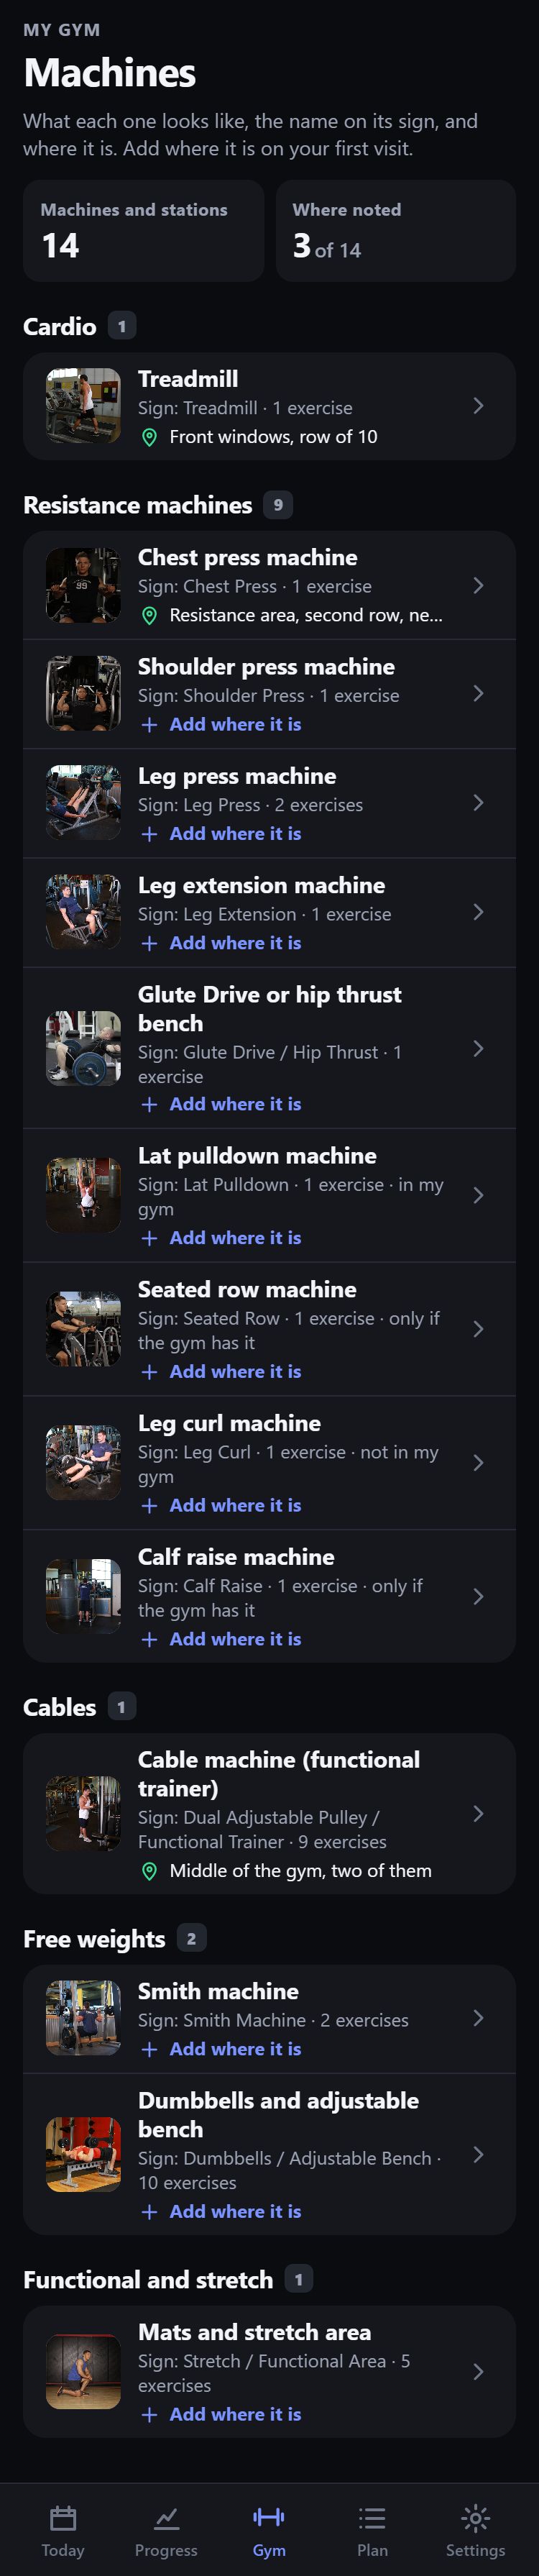 MY GYM
Machines
What each one looks like, the name on its sign, and
where it is. Add where it is on your first visit.
Machines and stations
14
Where noted
3 of 14
Cardio 1
Treadmill
Sign: Treadmill · 1 exercise
Front windows, row of 10
Resistance machines 9
Chest press machine
Sign: Chest Press · 1 exercise
Resistance area, second row, ne...
Shoulder press machine
Sign: Shoulder Press · 1 exercise
Add where it is
Leg press machine
Sign: Leg Press · 2 exercises
Add where it is
Leg extension machine
Sign: Leg Extension · 1 exercise
Add where it is
Glute Drive or hip thrust
bench
Sign: Glute Drive / Hip Thrust · 1
exercise
Add where it is
Lat pulldown machine
Sign: Lat Pulldown · 1 exercise · in my
gym
Add where it is
Seated row machine
Sign: Seated Row · 1 exercise · only if
the gym has it
Add where it is
Leg curl machine
Sign: Leg Curl · 1 exercise · not in my
gym
Add where it is
Calf raise machine
Sign: Calf Raise · 1 exercise · only if
the gym has it
Add where it is
Cables 1
Cable machine (functional
trainer)
Sign: Dual Adjustable Pulley /
Functional Trainer · 9 exercises
Middle of the gym, two of them
Free weights 2
Smith machine
Sign: Smith Machine · 2 exercises
Add where it is
Dumbbells and adjustable
bench
Sign: Dumbbells / Adjustable Bench ·
10 exercises
Add where it is
Functional and stretch 1
Mats and stretch area
Sign: Stretch / Functional Area · 5
exercises
Add where it is
Today
Progress
Gym
Plan
Settings